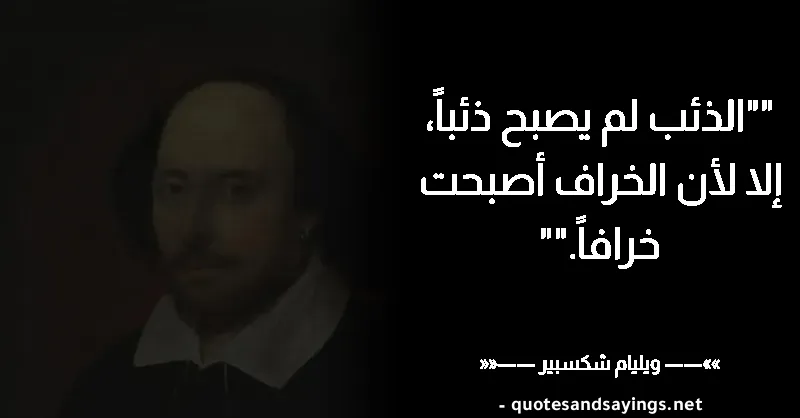 ""الذئب لم يصبح ذئباً،
إلا لأن الخراف أصبحت
خرافاً.""
»»—— ويليام شكسبير ——««
- quotesandsayings.net